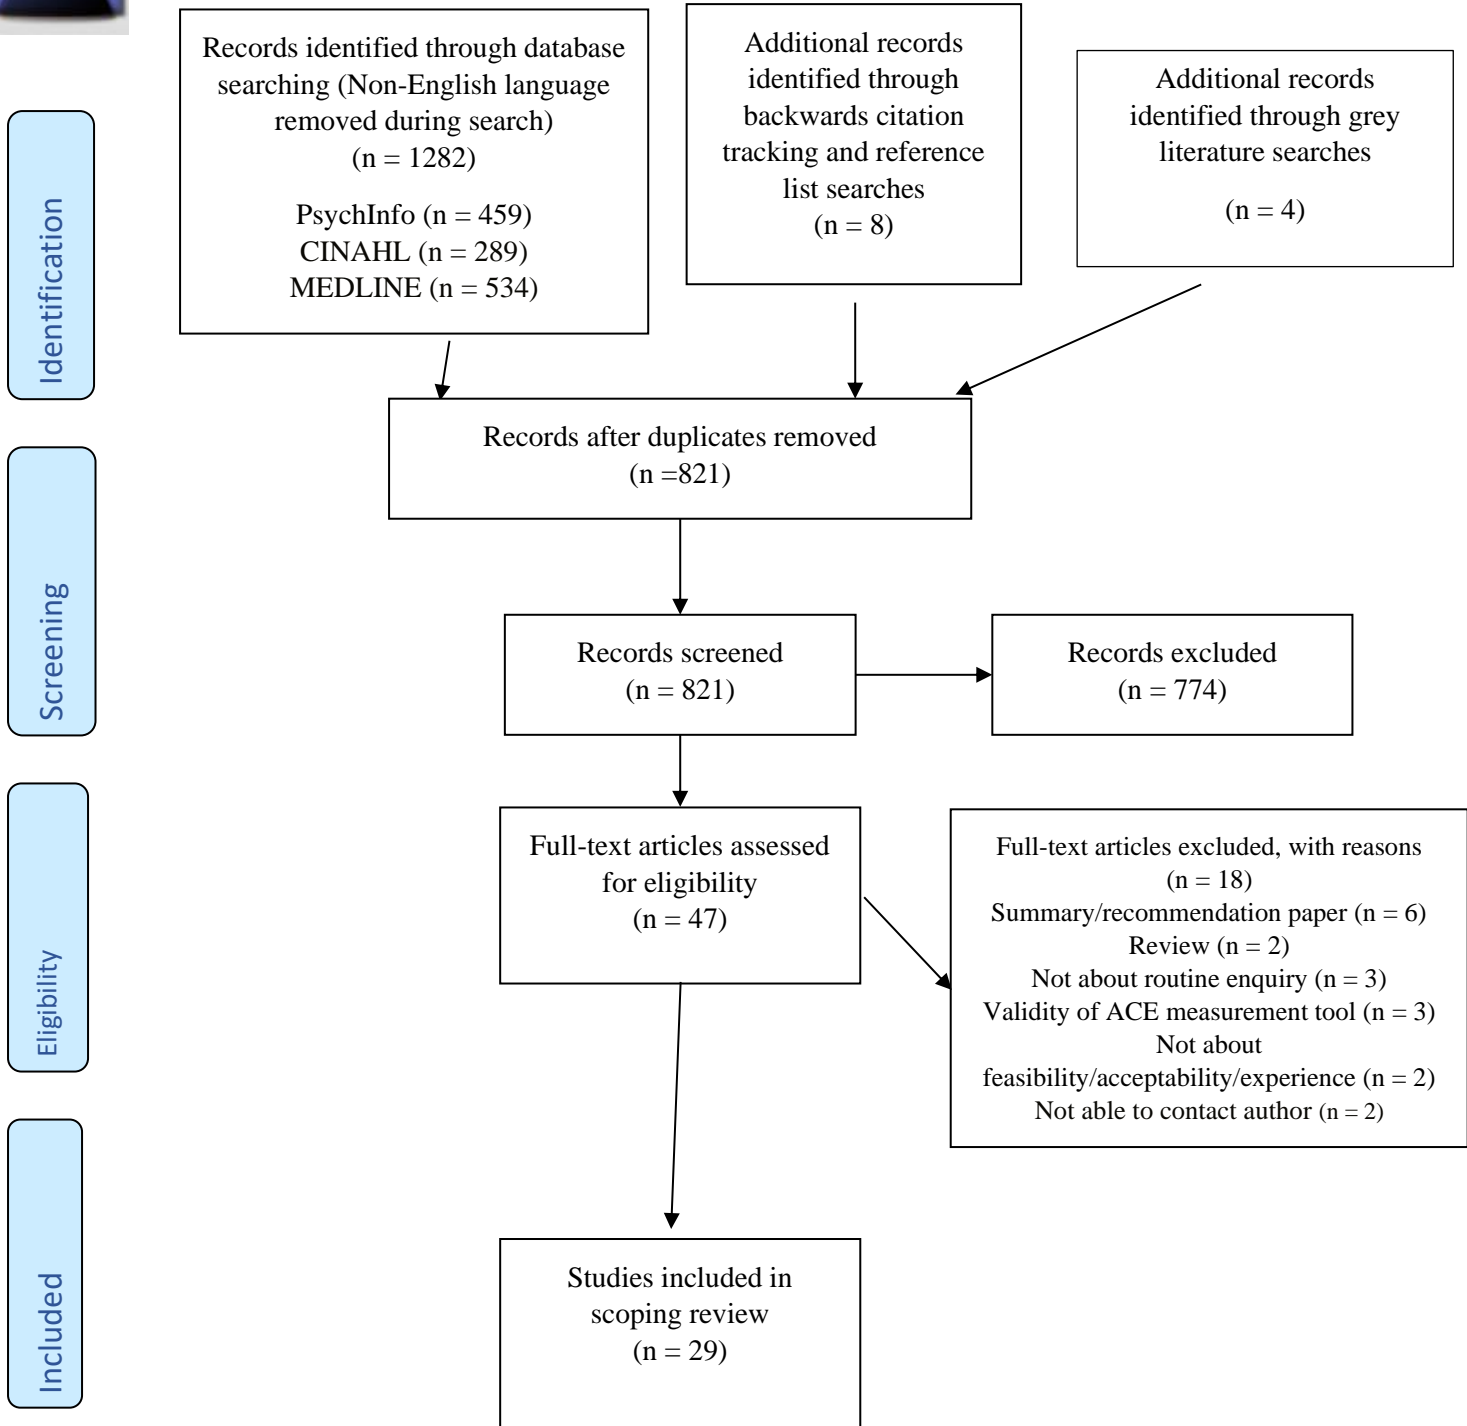 Records identified through database
searching (Non-English language
removed during search)
(n = 1282)
PsychInfo (n = 459)
CINAHL (n = 289)
MEDLINE (n = 534)
Additional records
identified through
backwards citation
tracking and reference
list searches
(n = 8)
Additional records
identified through grey
literature searches
(n = 4)
Identification
Records after duplicates removed
(n =821)
Screening
Records screened
(n = 821)
Records excluded
(n = 774)
Eligibility
Full-text articles assessed
for eligibility
(n = 47)
Full-text articles excluded, with reasons
(n = 18)
Summary/recommendation paper (n = 6)
Review (n = 2)
Not about routine enquiry (n = 3)
Validity of ACE measurement tool (n = 3)
Not about
feasibility/acceptability/experience (n = 2)
Not able to contact author (n = 2)
Included
Studies included in
scoping review
(n = 29)